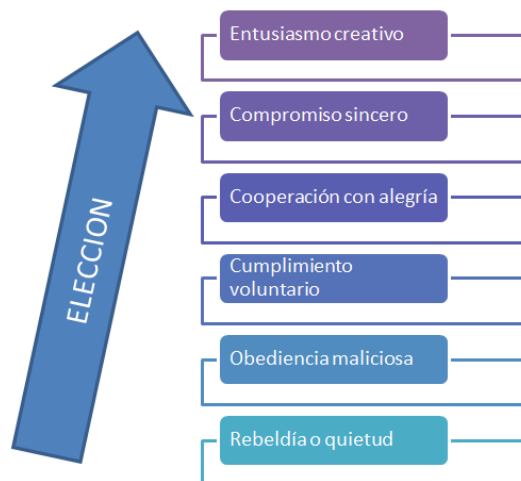 Entusiasmo creativo
Compromiso sincero
Cooperación con alegría
Cumplimiento
voluntario
Obediencia maliciosa
Rebeldía o quietud
ELECCION